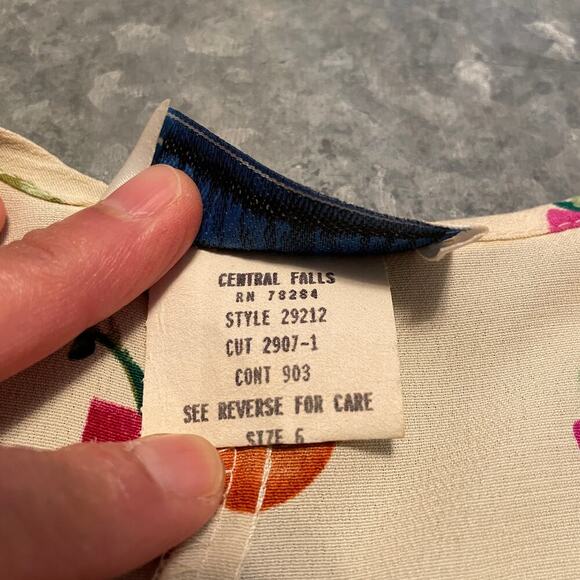 CENTRAL FALLS
RN 78284
STYLE 29212
CUT 2907-1
CONT 903
SEE REVERSE FOR CARE
SIZE 6